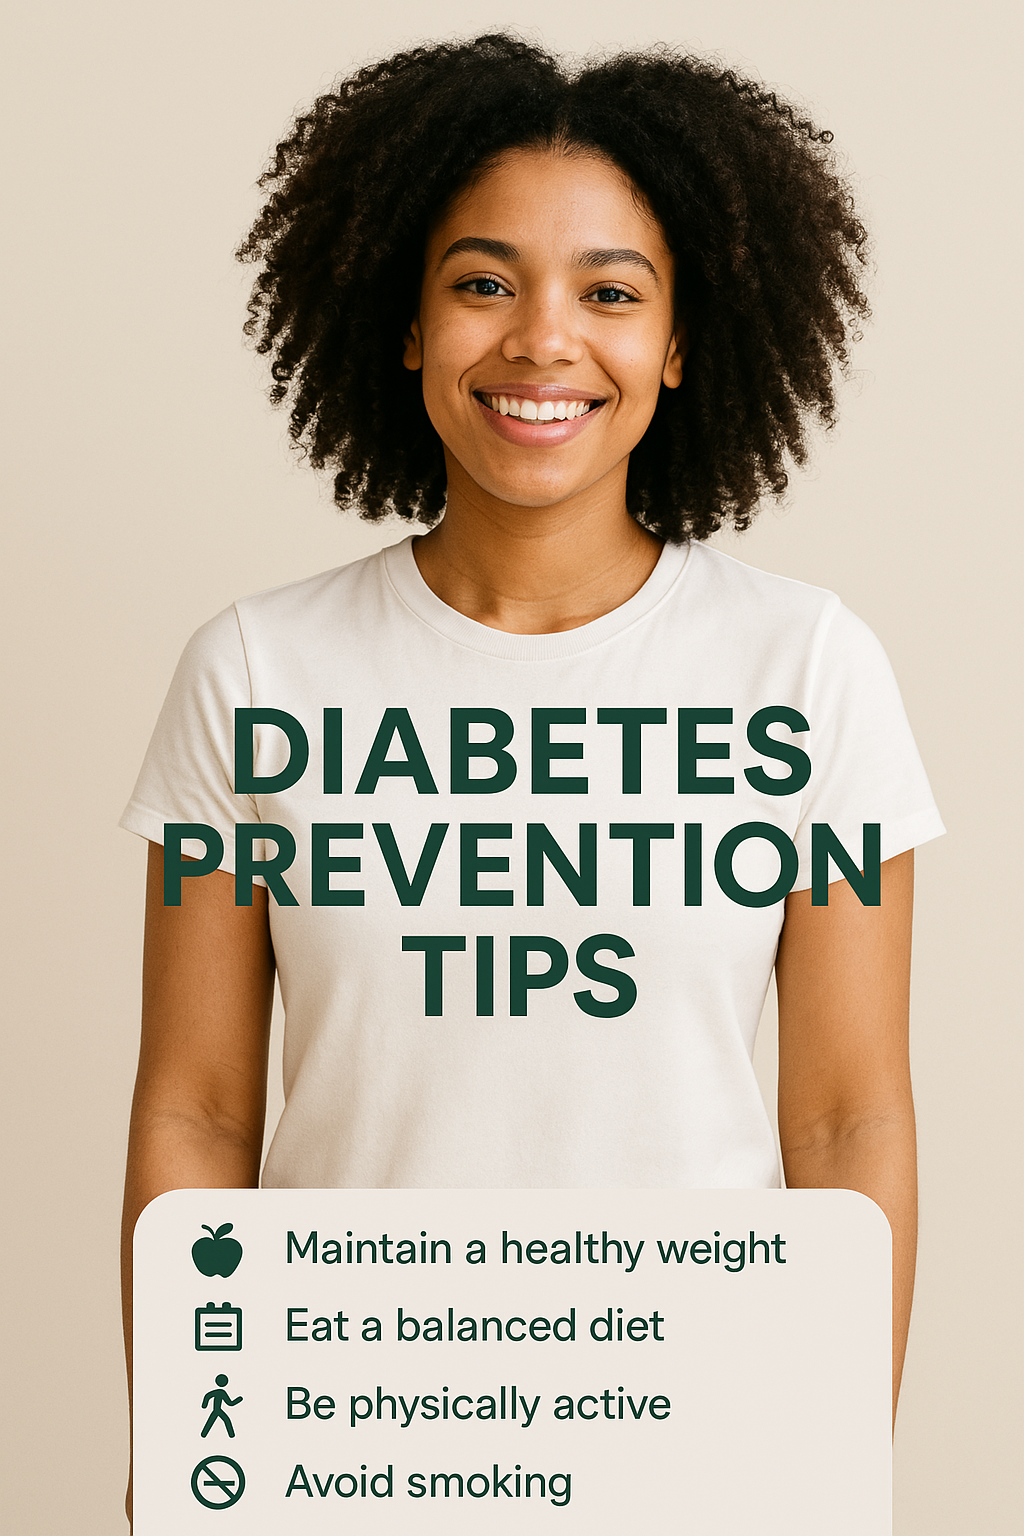 DIABETES
PREVENTION
TIPS
Maintain a healthy weight
Eat a balanced diet
Be physically active
Avoid smoking